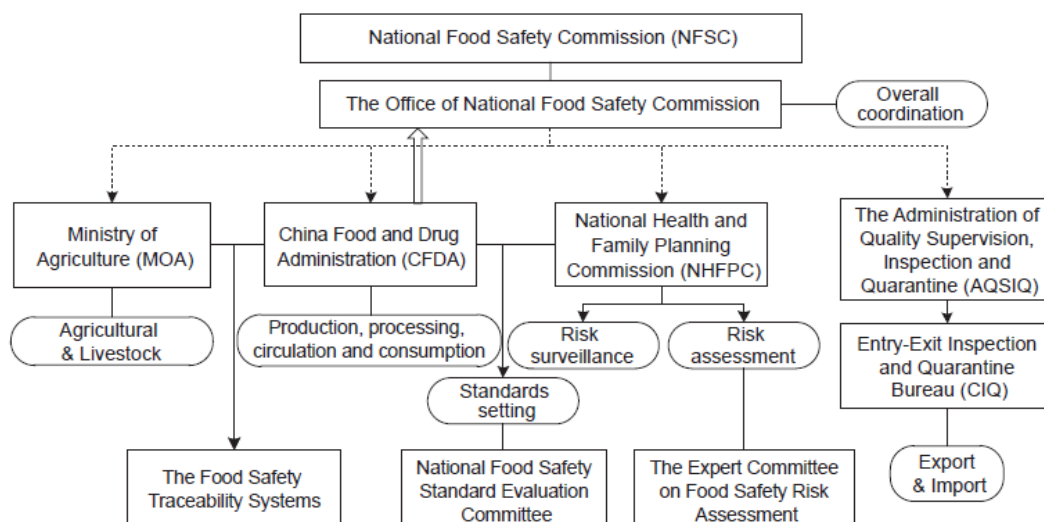 National Food Safety Commission (NFSC)
The Office of National Food Safety Commission
Overall
coordination
Ministry of
Agriculture (MOA)
China Food and Drug
Administration (CFDA)
National Health and
Family Planning
Commission (NHFPC)
The Administration of
Quality Supervision,
Inspection and
Quarantine (AQSIQ)
Agricultural
& Livestock
Production, processing,
circulation and consumption
Risk
surveillance
Risk
assessment
Entry-Exit Inspection
and Quarantine
Bureau (CIQ)
Standards
setting
The Food Safety
Traceability Systems
National Food Safety
Standard Evaluation
Committee
The Expert Committee
on Food Safety Risk
Assessment
Export
& Import